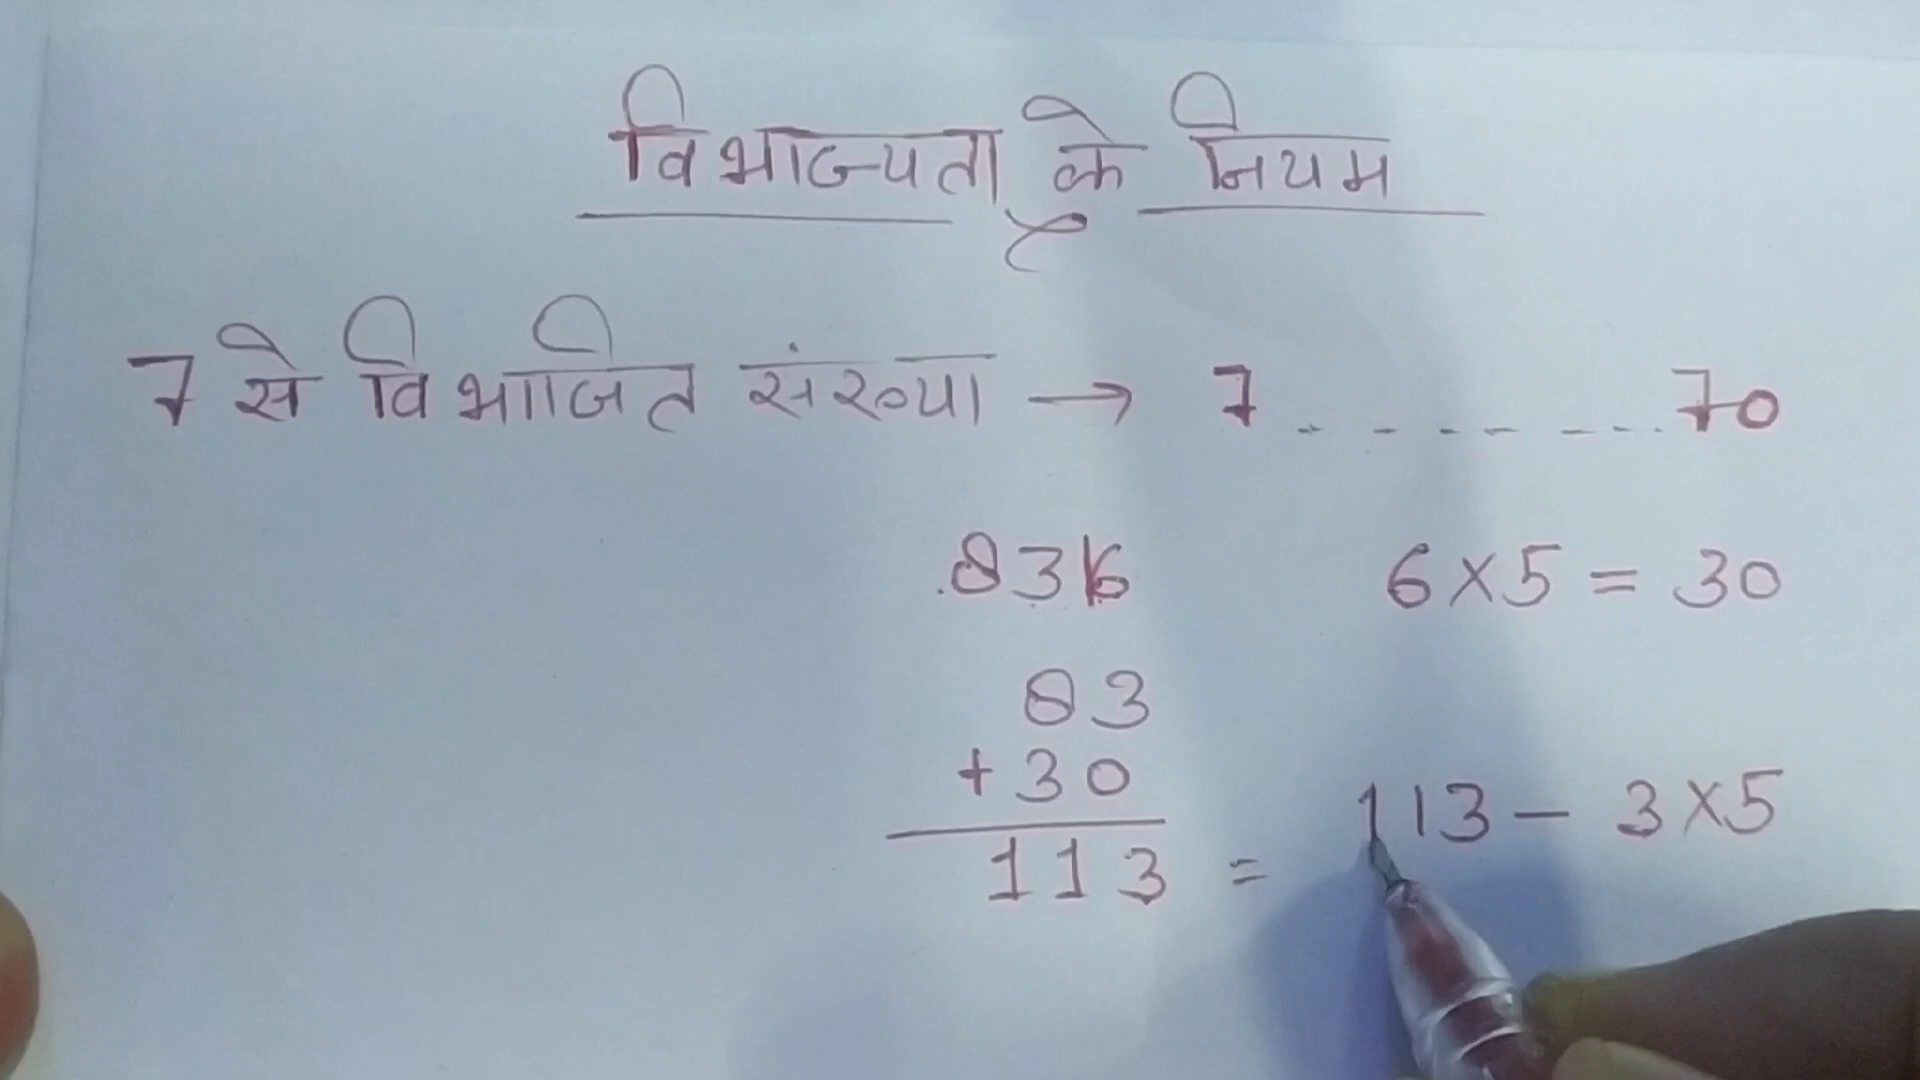 विभाज्यता के नियम
7 से विभाजित संख्या → 7 - - - - - - - 70
836 6 × 5 = 30
83
+ 30
113 = 113 - 3 × 5